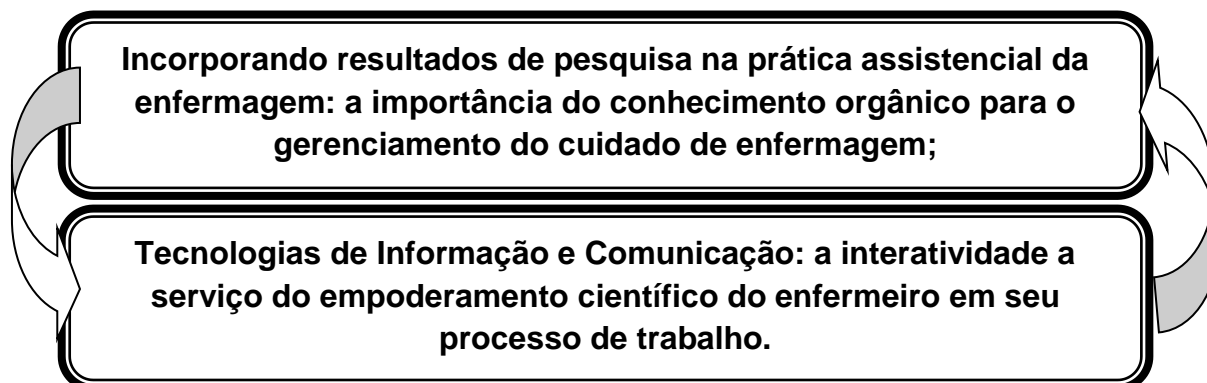 Incorporando resultados de pesquisa na prática assistencial da
enfermagem: a importância do conhecimento orgânico para o
gerenciamento do cuidado de enfermagem;
Tecnologias de Informação e Comunicação: a interatividade a
serviço do empoderamento científico do enfermeiro em seu
processo de trabalho.